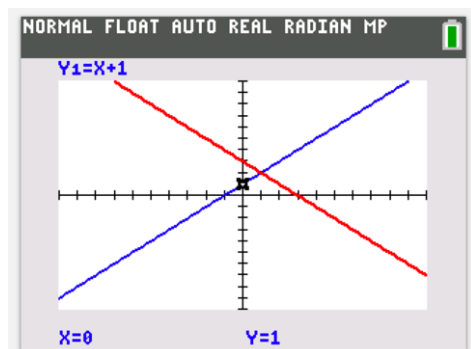 NORMAL FLOAT AUTO REAL RADIAN MP
Y₁=X+1
X=0 Y=1